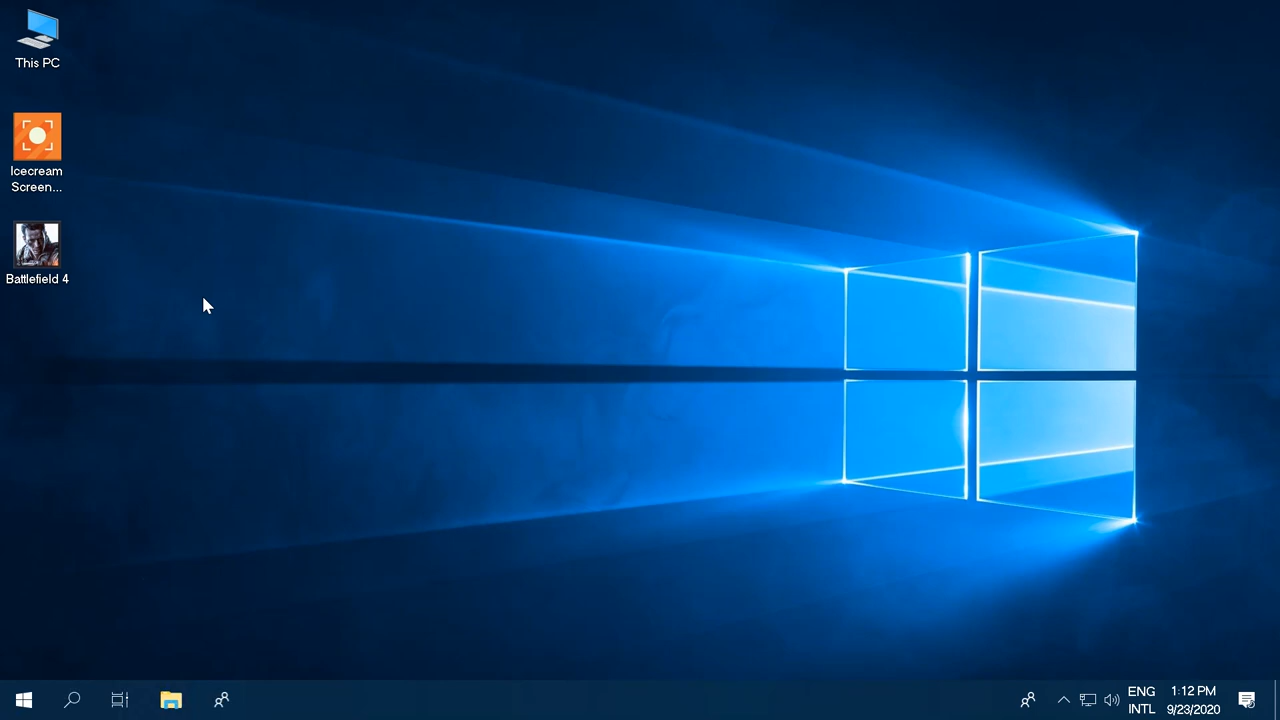 This PC
Icecream
Screen...
Battlefield 4
ENG
INTL
1:12 PM
9/23/2020